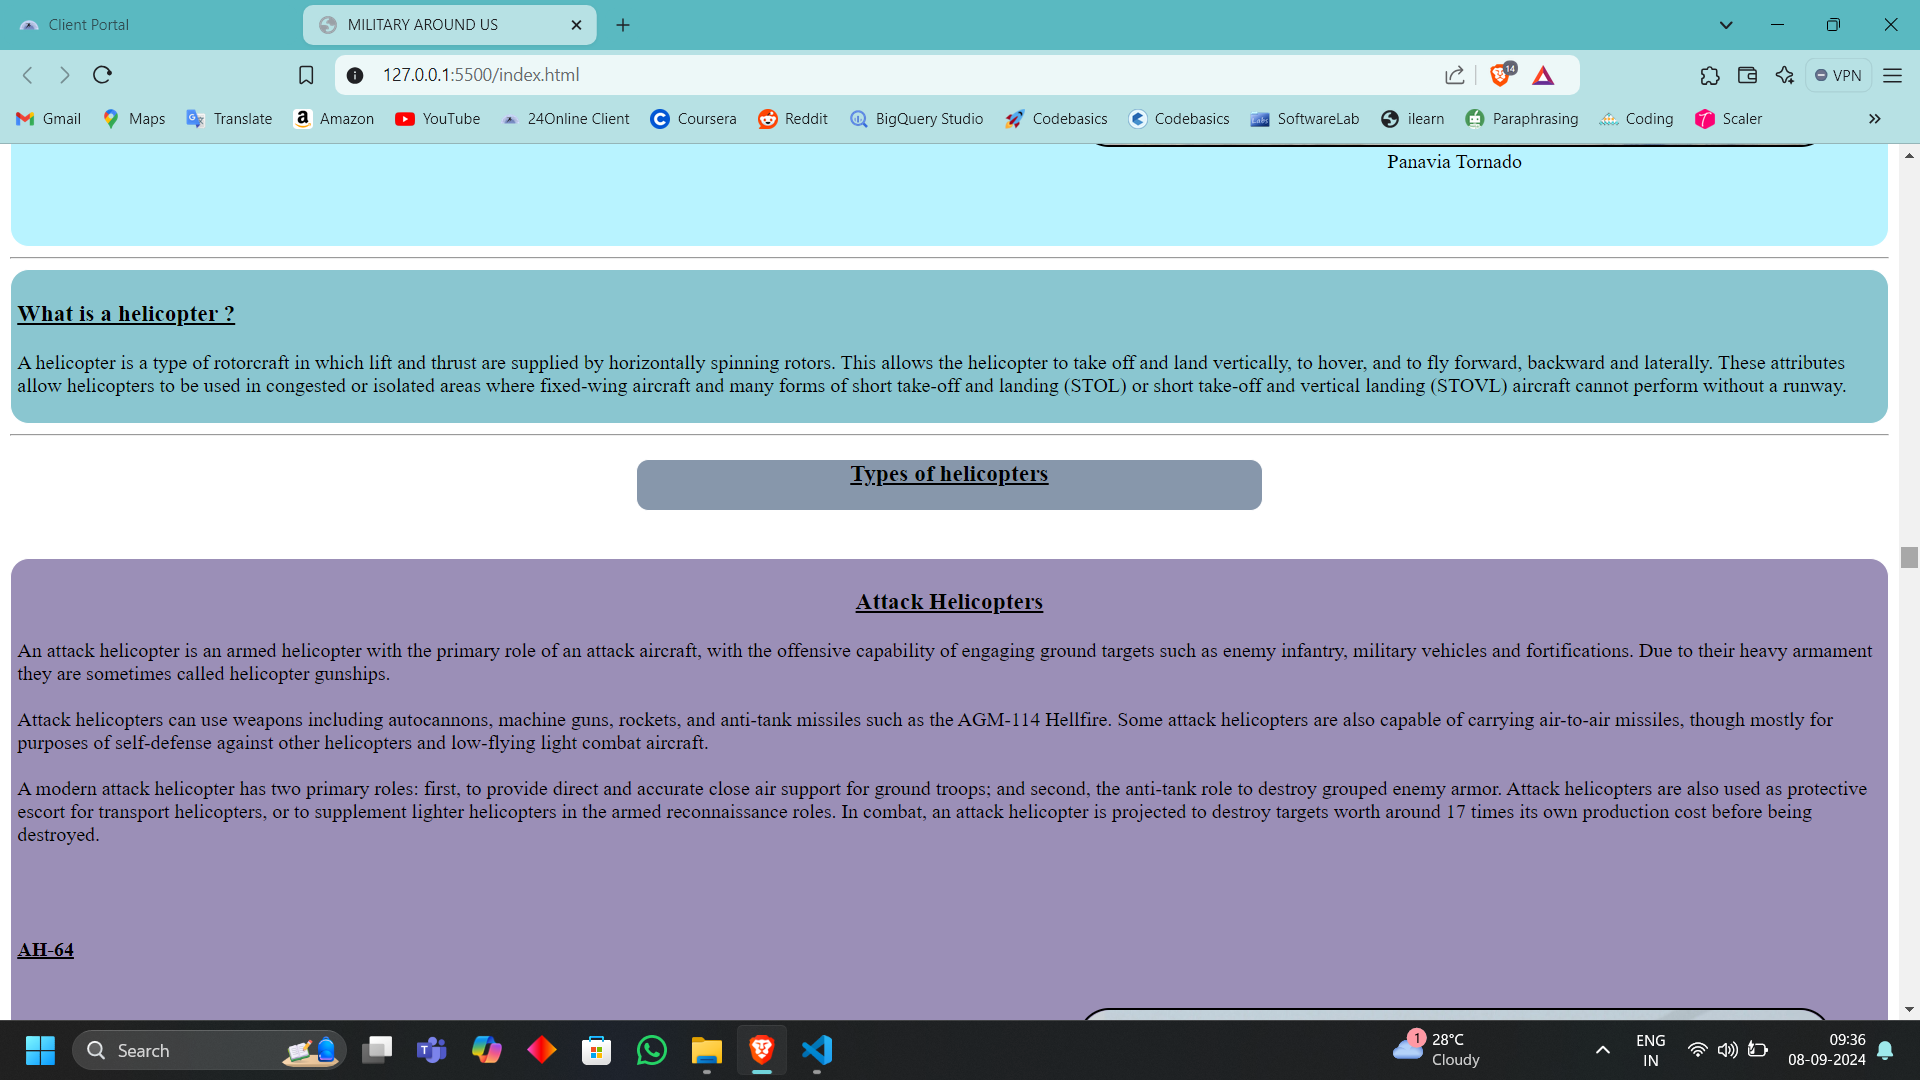 Client Portal
MILITARY AROUND US
127.0.0.1:5500/index.html
14
VPN
Gmail
Maps
Translate
Amazon
YouTube
24Online Client
Coursera
Reddit
BigQuery Studio
Codebasics
Codebasics
SoftwareLab
ilearn
Paraphrasing
Coding
Scaler
Panavia Tornado
What is a helicopter ?
A helicopter is a type of rotorcraft in which lift and thrust are supplied by horizontally spinning rotors. This allows the helicopter to take off and land vertically, to hover, and to fly forward, backward and laterally. These attributes
allow helicopters to be used in congested or isolated areas where fixed-wing aircraft and many forms of short take-off and landing (STOL) or short take-off and vertical landing (STOVL) aircraft cannot perform without a runway.
Types of helicopters
Attack Helicopters
An attack helicopter is an armed helicopter with the primary role of an attack aircraft, with the offensive capability of engaging ground targets such as enemy infantry, military vehicles and fortifications. Due to their heavy armament
they are sometimes called helicopter gunships.
Attack helicopters can use weapons including autocannons, machine guns, rockets, and anti-tank missiles such as the AGM-114 Hellfire. Some attack helicopters are also capable of carrying air-to-air missiles, though mostly for
purposes of self-defense against other helicopters and low-flying light combat aircraft.
A modern attack helicopter has two primary roles: first, to provide direct and accurate close air support for ground troops; and second, the anti-tank role to destroy grouped enemy armor. Attack helicopters are also used as protective
escort for transport helicopters, or to supplement lighter helicopters in the armed reconnaissance roles. In combat, an attack helicopter is projected to destroy targets worth around 17 times its own production cost before being
destroyed.
AH-64
Search
1
28°C
Cloudy
ENG
IN
09:36
08-09-2024